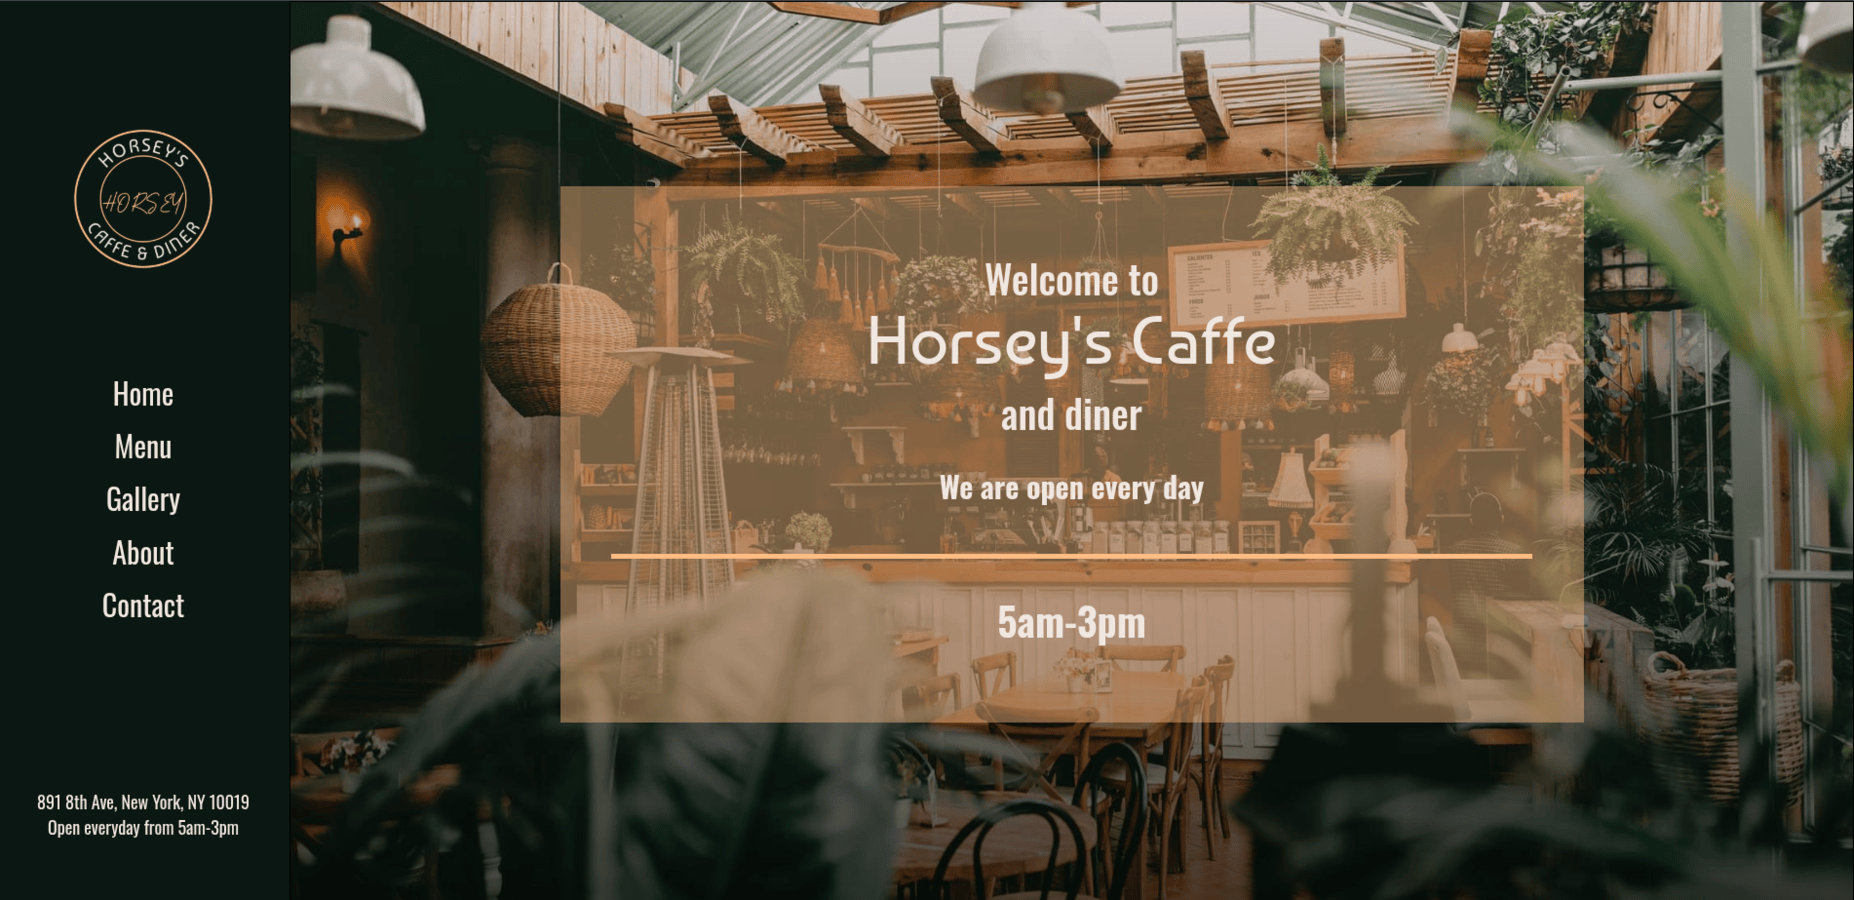 HORSEY'S
HORSEY
CAFFE & DINER
Home
Menu
Gallery
About
Contact
891 8th Ave, New York, NY 10019
Open everyday from 5am-3pm
Welcome to
Horsey's Caffe
and diner
We are open every day
5am-3pm